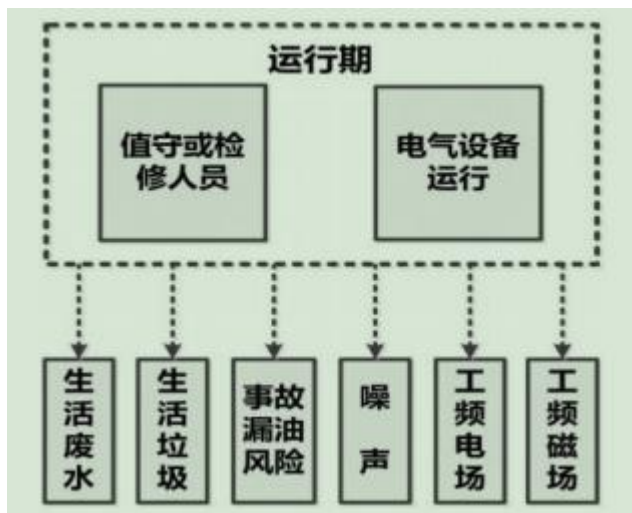 运行期
值守或检
修人员
电气设备
运行
生活废水
生活垃圾
事故
漏油
风险
噪声
工频电场
工频磁场